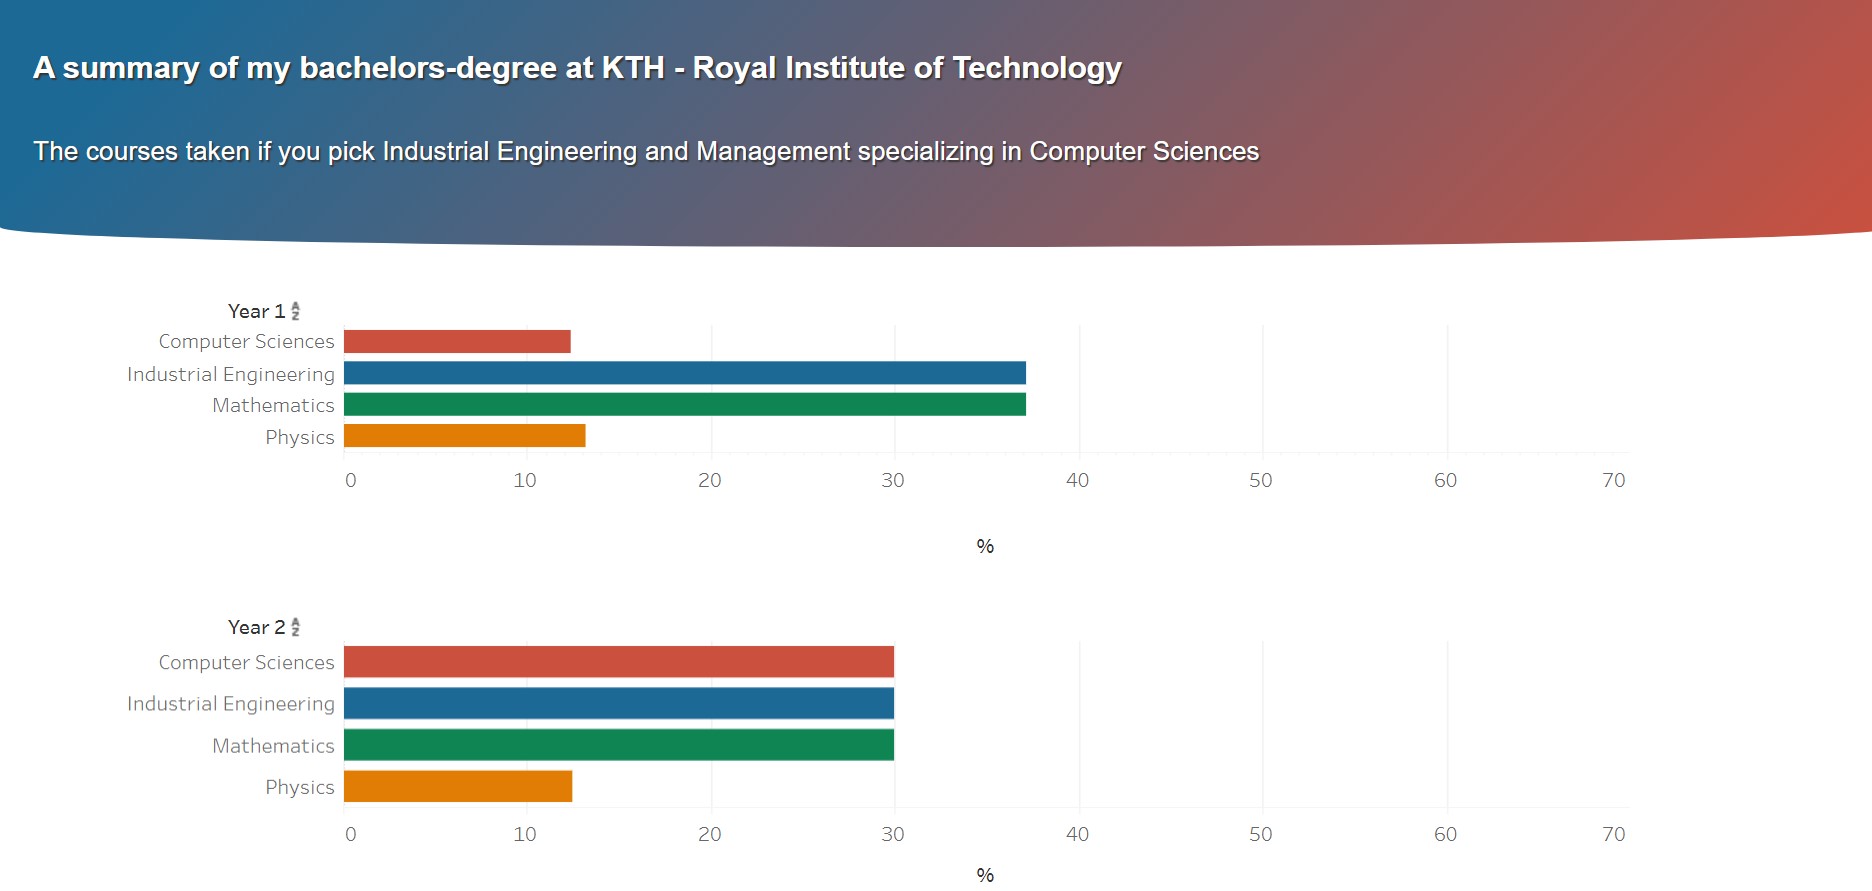 A summary of my bachelors-degree at KTH - Royal Institute of Technology
The courses taken if you pick Industrial Engineering and Management specializing in Computer Sciences
Year 1 A Z
Computer Sciences
Industrial Engineering
Mathematics
Physics
0 10 20 30 40 50 60 70
%
Year 2 A Z
Computer Sciences
Industrial Engineering
Mathematics
Physics
0 10 20 30 40 50 60 70
%